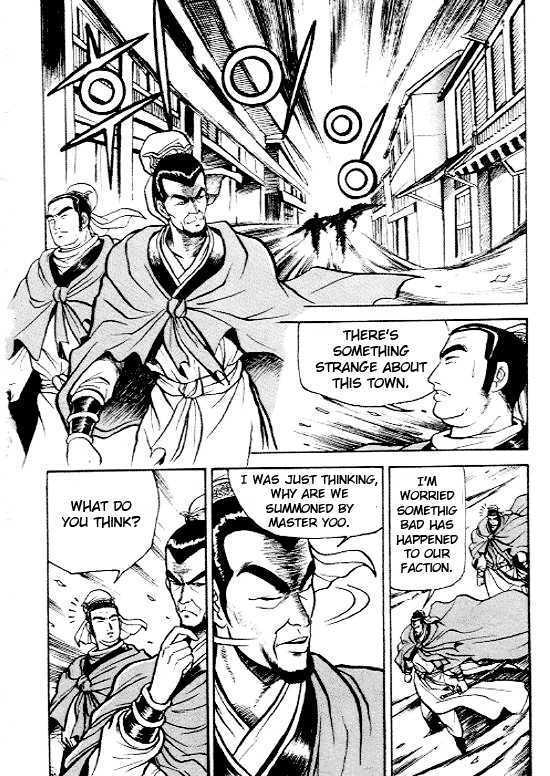 THERE'S
SOMETHING
STRANGE ABOUT
THIS TOWN.
WHAT DO
YOU THINK?
I WAS JUST THINKING,
WHY ARE WE
SUMMONED BY
MASTER YOO.
I'M
WORRIED
SOMETHIG
BAD HAS
HAPPENED
TO OUR
FACTION.